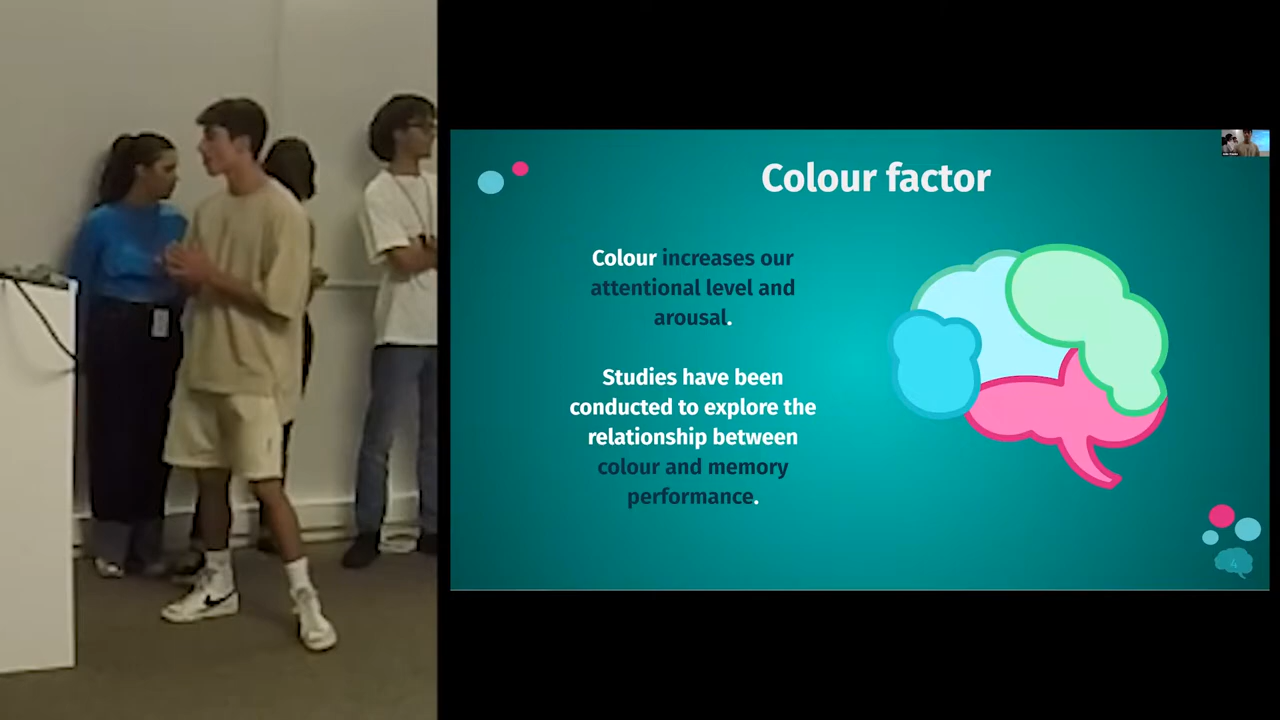 Colour factor
Colour increases our
attentional level and
arousal.
Studies have been
conducted to explore the
relationship between
colour and memory
performance.